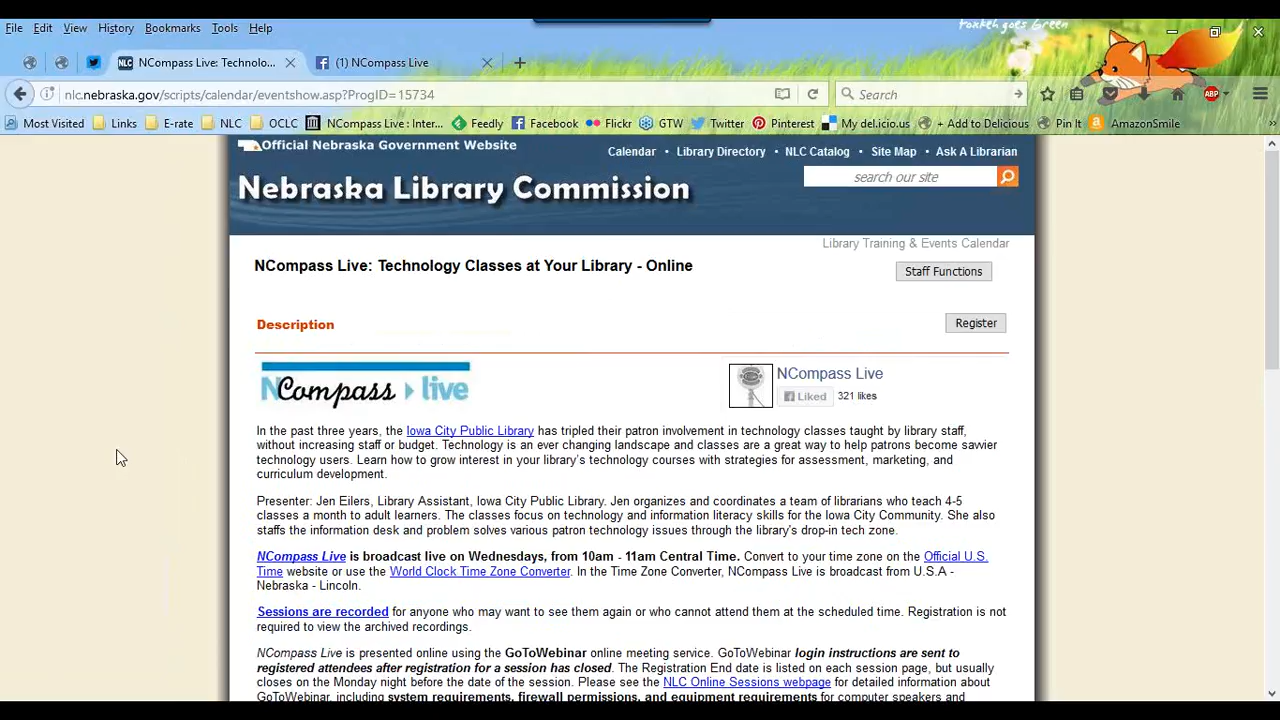 foxkeh goes Green
File Edit View History Bookmarks Tools Help
NLC NCompass Live: Technolo... (1) NCompass Live
nlc.nebraska.gov/scripts/calendar/eventshow.asp?ProgID=15734 Search ABP
Most Visited Links E-rate NLC OCLC NCompass Live : Inter... Feedly Facebook Flickr GTW Twitter Pinterest My del.icio.us + Add to Delicious Pin It AmazonSmile
Official Nebraska Government Website
Calendar • Library Directory • NLC Catalog • Site Map • Ask A Librarian
Nebraska Library Commission
search our site
Library Training & Events Calendar
NCompass Live: Technology Classes at Your Library - Online
Staff Functions
Description
Register
NCompass live
NCompass Live
Liked 321 likes
In the past three years, the Iowa City Public Library has tripled their patron involvement in technology classes taught by library staff,
without increasing staff or budget. Technology is an ever changing landscape and classes are a great way to help patrons become savvier
technology users. Learn how to grow interest in your library's technology courses with strategies for assessment, marketing, and
curriculum development.
Presenter: Jen Eilers, Library Assistant, Iowa City Public Library. Jen organizes and coordinates a team of librarians who teach 4-5
classes a month to adult learners. The classes focus on technology and information literacy skills for the Iowa City Community. She also
staffs the information desk and problem solves various patron technology issues through the library's drop-in tech zone.
NCompass Live is broadcast live on Wednesdays, from 10am - 11am Central Time. Convert to your time zone on the Official U.S.
Time website or use the World Clock Time Zone Converter. In the Time Zone Converter, NCompass Live is broadcast from U.S.A -
Nebraska - Lincoln.
Sessions are recorded for anyone who may want to see them again or who cannot attend them at the scheduled time. Registration is not
required to view the archived recordings.
NCompass Live is presented online using the GoToWebinar online meeting service. GoToWebinar login instructions are sent to
registered attendees after registration for a session has closed. The Registration End date is listed on each session page, but usually
closes on the Monday night before the date of the session. Please see the NLC Online Sessions webpage for detailed information about
GoToWebinar, including system requirements, firewall permissions, and equipment requirements for computer speakers and